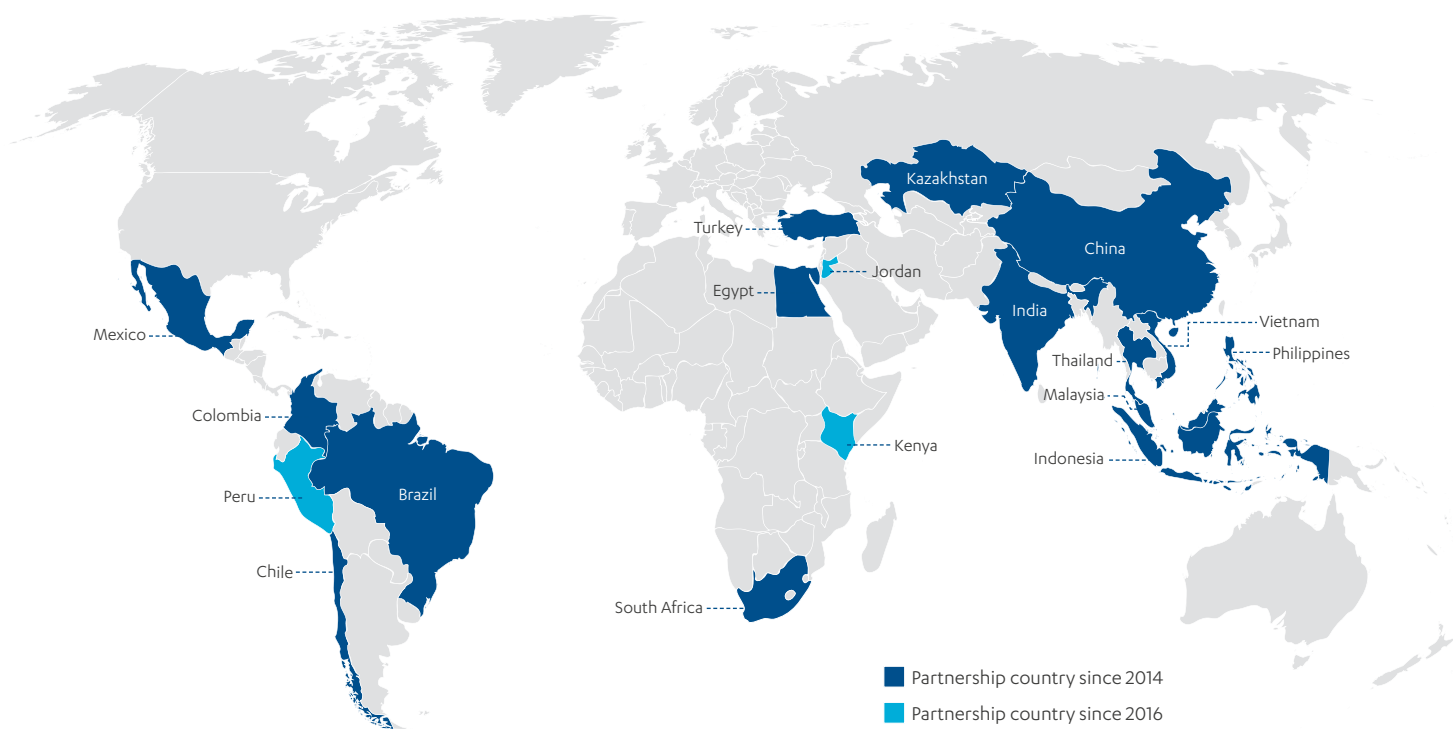 Kazakhstan
Turkey
China
Jordan
Egypt
India
Vietnam
Mexico
Philippines
Thailand
Malaysia
Colombia
Kenya
Indonesia
Peru
Brazil
Chile
South Africa
Partnership country since 2014
Partnership country since 2016